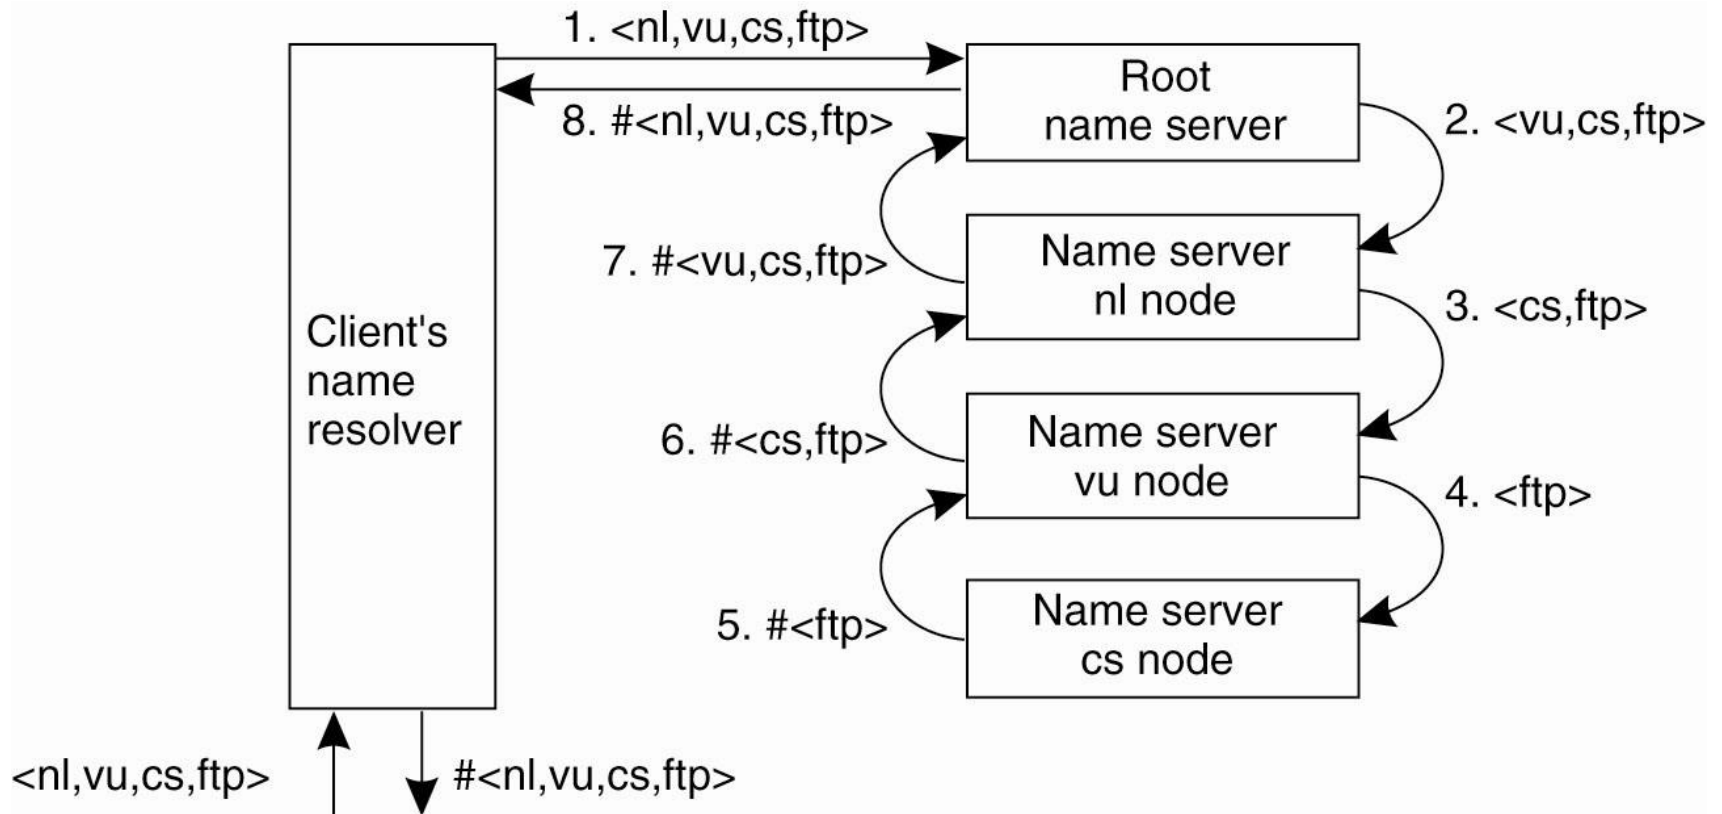 1. <nl,vu,cs,ftp>
Root
name server
8. #<nl,vu,cs,ftp>
2. <vu,cs,ftp>
7. #<vu,cs,ftp>
Name server
nl node
3. <cs,ftp>
Client's
name
resolver
6. #<cs,ftp>
Name server
vu node
4. <ftp>
5. #<ftp>
Name server
cs node
<nl,vu,cs,ftp>
#<nl,vu,cs,ftp>